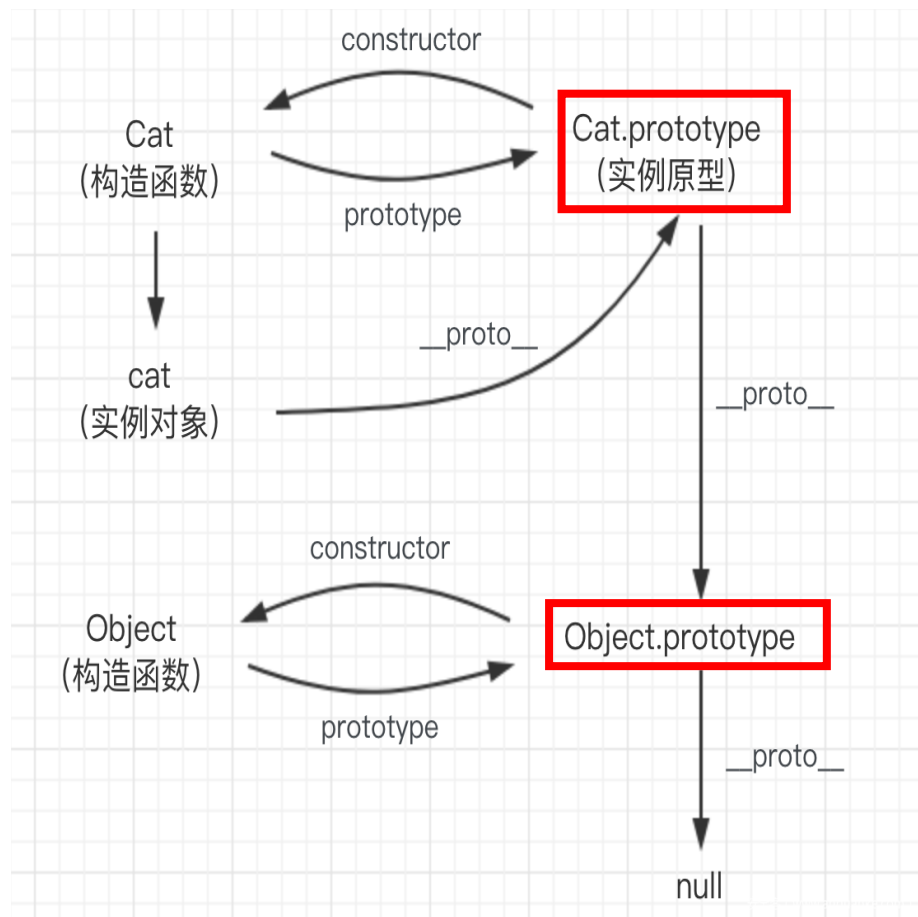 constructor
Cat
(构造函数)
Cat.prototype
(实例原型)
prototype
__proto__
cat
(实例对象)
__proto__
constructor
Object
(构造函数)
Object.prototype
prototype
__proto__
null